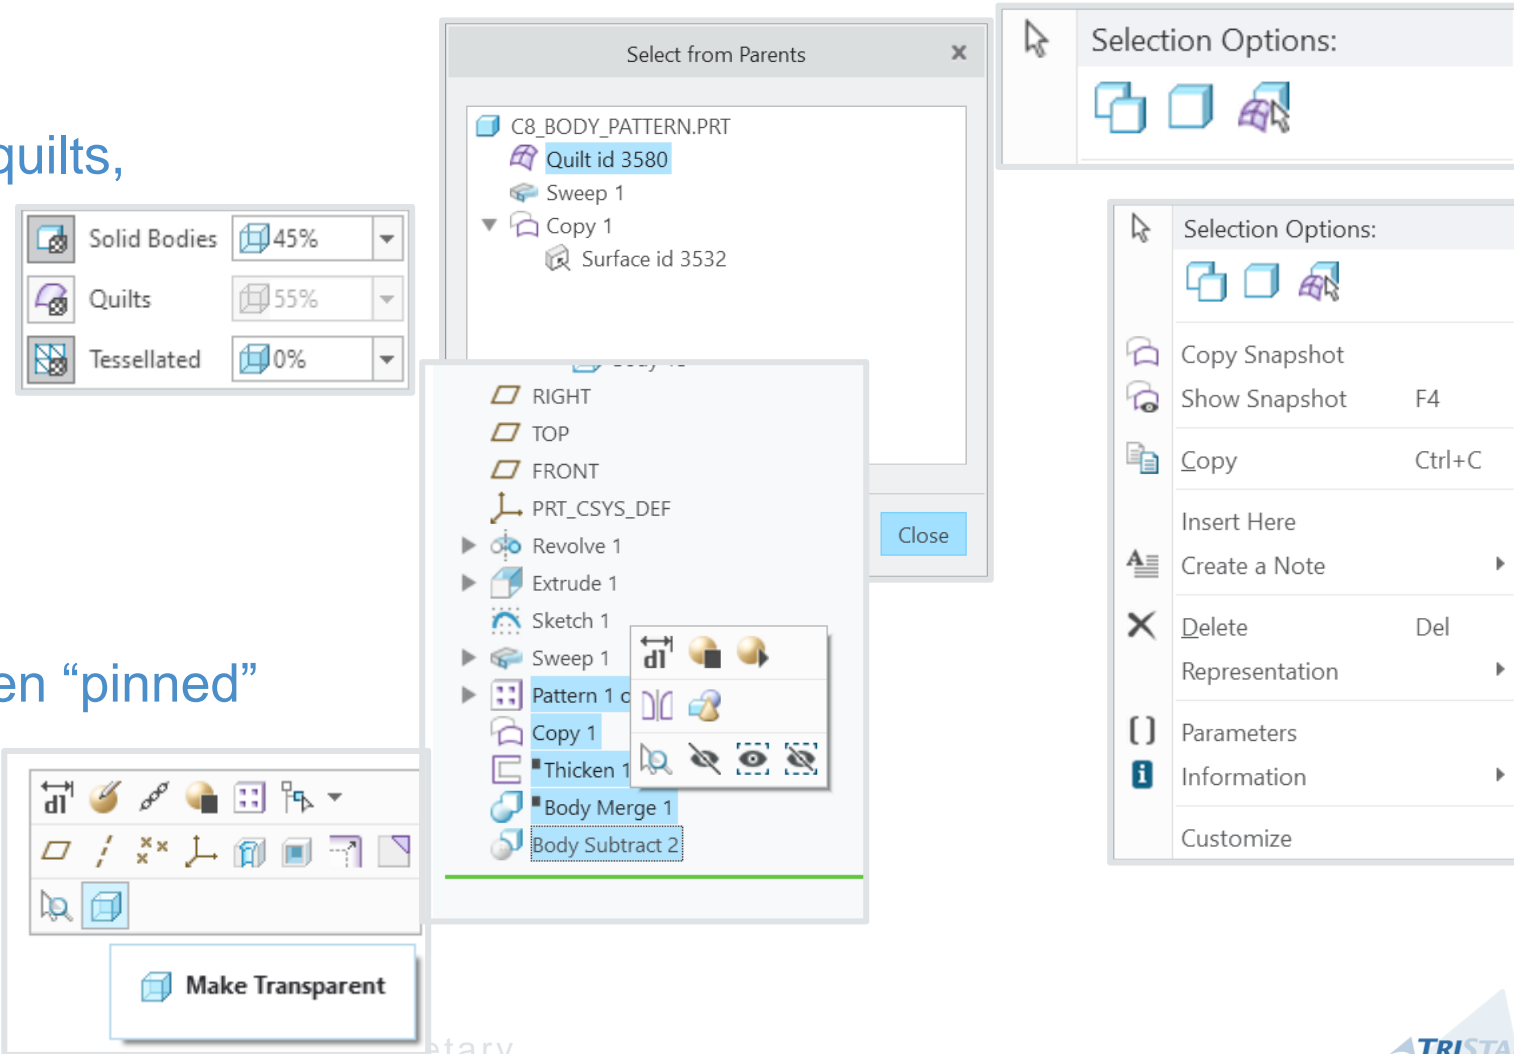 quilts,
Solid Bodies 45%
Quilts 55%
Tessellated 0%
"pinned"
Make Transparent
Select from Parents
C8_BODY_PATTERN.PRT
Quilt id 3580
Sweep 1
Copy 1
Surface id 3532
Close
RIGHT
TOP
FRONT
PRT_CSYS_DEF
Revolve 1
Extrude 1
Sketch 1
Sweep 1
Pattern 1
Copy 1
Thicken 1
Body Merge 1
Body Subtract 2
Selection Options:
Selection Options:
Copy Snapshot
Show Snapshot F4
Copy Ctrl+C
Insert Here
Create a Note
Delete Del
Representation
Parameters
Information
Customize